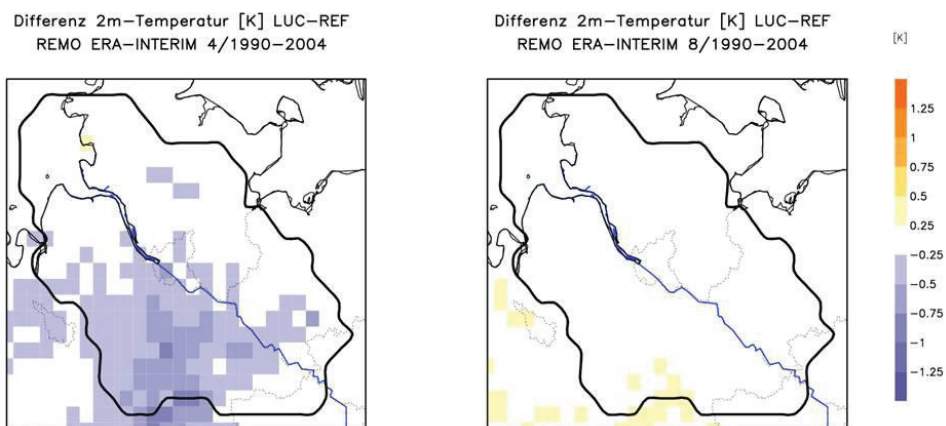 Differenz 2m-Temperatur [K] LUC-REF
REMO ERA-INTERIM 4/1990-2004
Differenz 2m-Temperatur [K] LUC-REF
REMO ERA-INTERIM 8/1990-2004
[K]
1.25
1
0.75
0.5
0.25
-0.25
-0.5
-0.75
-1
-1.25